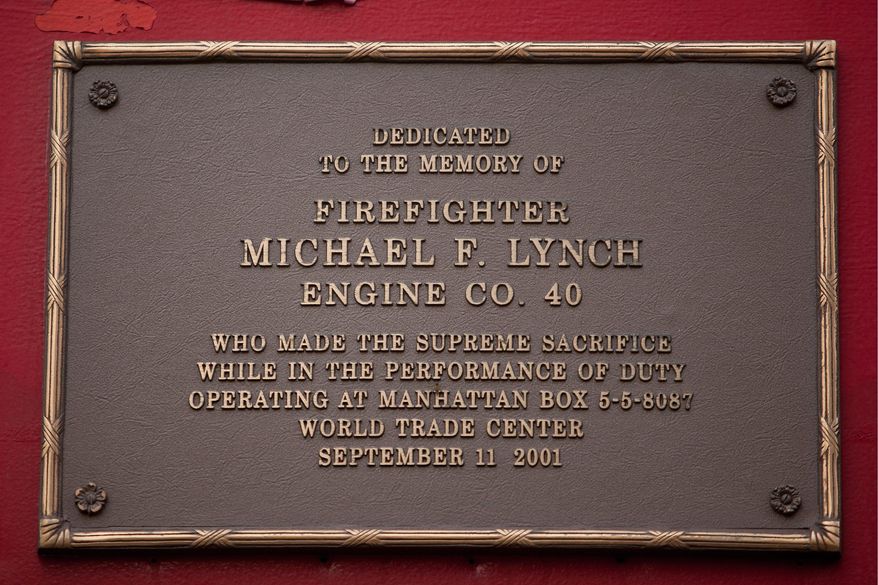 DEDICATED
TO THE MEMORY OF
FIREFIGHTER
MICHAEL F. LYNCH
ENGINE CO. 40
WHO MADE THE SUPREME SACRIFICE
WHILE IN THE PERFORMANCE OF DUTY
OPERATING AT MANHATTAN BOX 5-5-8087
WORLD TRADE CENTER
SEPTEMBER 11 2001